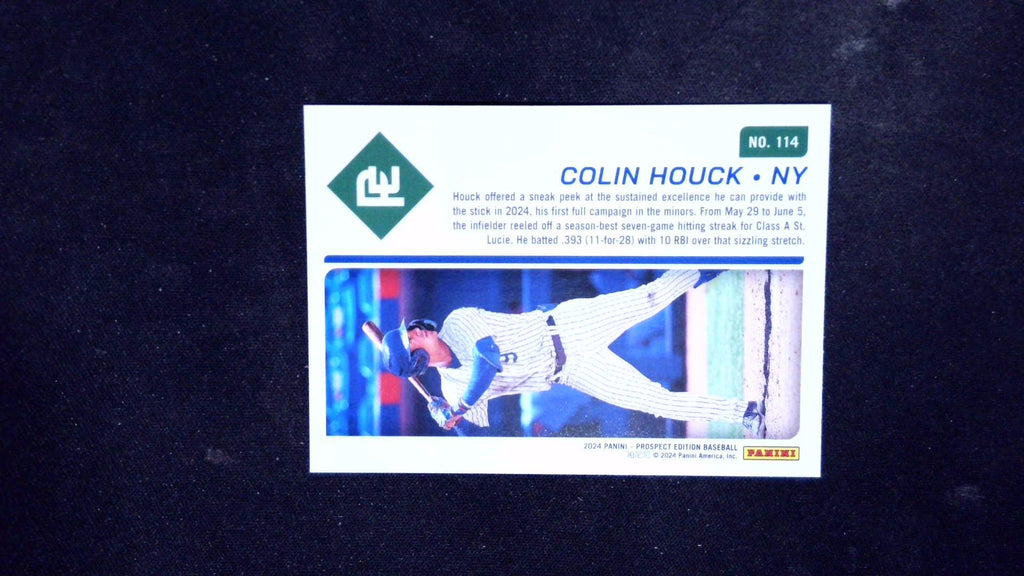 NO. 114
PE
COLIN HOUCK • NY
Houck offered a sneak peek at the sustained excellence he can provide with
the stick in 2024, his first full campaign in the minors. From May 29 to June 5,
the infielder reeled off a season-best seven-game hitting streak for Class A St.
Lucie. He batted .393 (11-for-28) with 10 RBI over that sizzling stretch.
9
2024 PANINI – PROSPECT EDITION BASEBALL
© 2024 Panini America, Inc.
PANINI